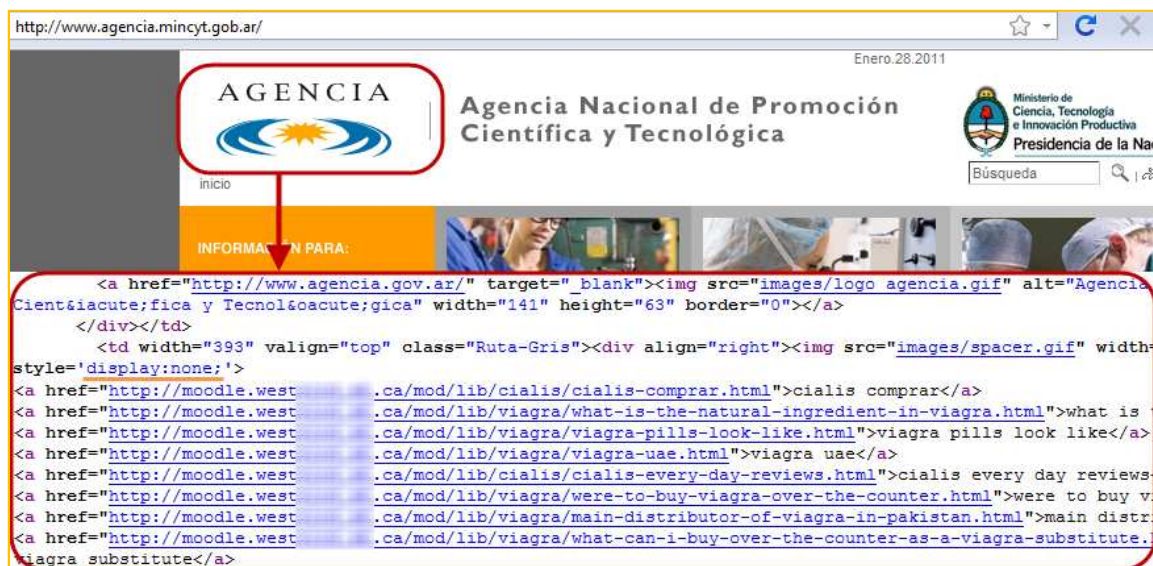 http://www.agencia.mincyt.gob.ar/
Enero.28.2011
AGENCIA
Agencia Nacional de Promoción
Científica y Tecnológica
Ministerio de
Ciencia, Tecnología
e Innovación Productiva
Presidencia de la Na
Búsqueda
inicio
INFORMACIÓN PARA:
<a href="http://www.agencia.gov.ar/" target="_blank"><img src="images/logo_agencia.gif" alt="Agencia
Cient&iacute;fica y Tecnol&oacute;gica" width="141" height="63" border="0"></a>
</div></td>
<td width="393" valign="top" class="Ruta-Gris"><div align="right"><img src="images/spacer.gif" width=
style='display:none;'>
<a href="http://moodle.west .ca/mod/lib/cialis/cialis-comprar.html">cialis comprar</a>
<a href="http://moodle.west .ca/mod/lib/viagra/what-is-the-natural-ingredient-in-viagra.html">what is
<a href="http://moodle.west .ca/mod/lib/viagra/viagra-pills-look-like.html">viagra pills look like</a>
<a href="http://moodle.west .ca/mod/lib/viagra/viagra-uae.html">viagra uae</a>
<a href="http://moodle.west .ca/mod/lib/viagra/cialis-every-day-reviews.html">cialis every day reviews
<a href="http://moodle.west .ca/mod/lib/viagra/were-to-buy-viagra-over-the-counter.html">were to buy v
<a href="http://moodle.west .ca/mod/lib/viagra/main-distributor-of-viagra-in-pakistan.html">main distr
<a href="http://moodle.west .ca/mod/lib/viagra/what-can-i-buy-over-the-counter-as-a-viagra-substitute.
viagra substitute</a>